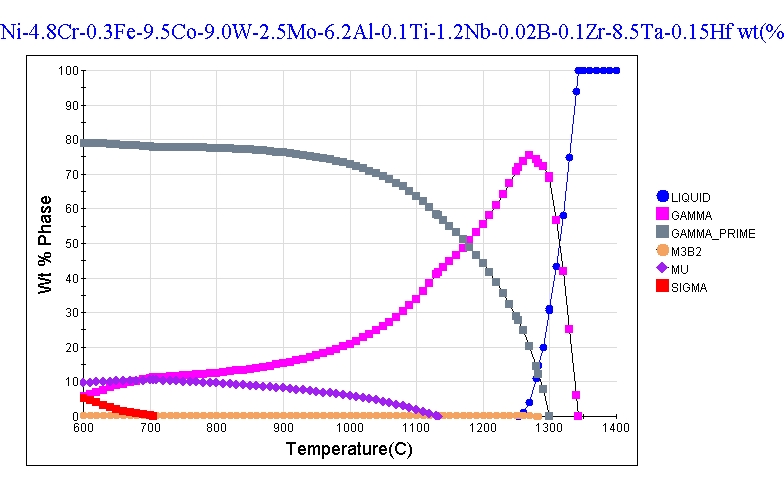 Ni-4.8Cr-0.3Fe-9.5Co-9.0W-2.5Mo-6.2Al-0.1Ti-1.2Nb-0.02B-0.1Zr-8.5Ta-0.15Hf wt(%
100
90
80
70
60
50
40
30
20
10
0
Wt % Phase
600 700 800 900 1000 1100 1200 1300 1400
Temperature(C)
LIQUID
GAMMA
GAMMA_PRIME
M3B2
MU
SIGMA